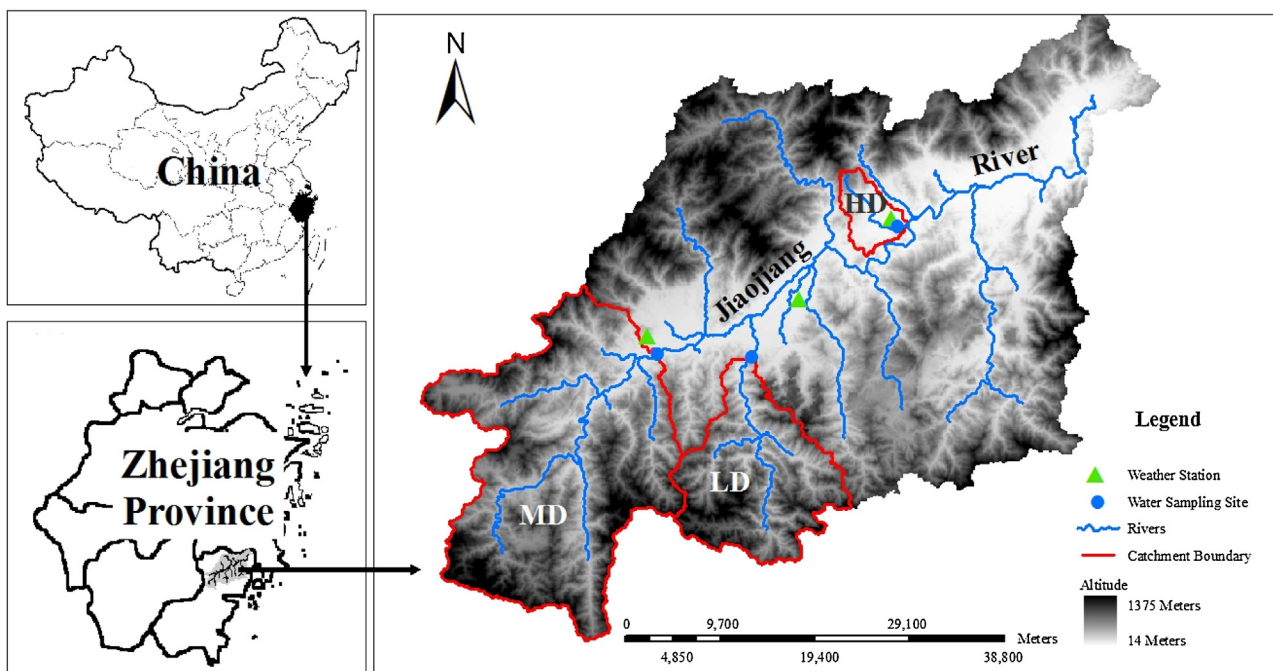 China
Zhejiang
Province
N
River
HD
Jiaojiang
LD
MD
Legend
Weather Station
Water Sampling Site
Rivers
Catchment Boundary
Altitude
1375 Meters
14 Meters
0 9,700 29,100 Meters
4,850 19,400 38,800